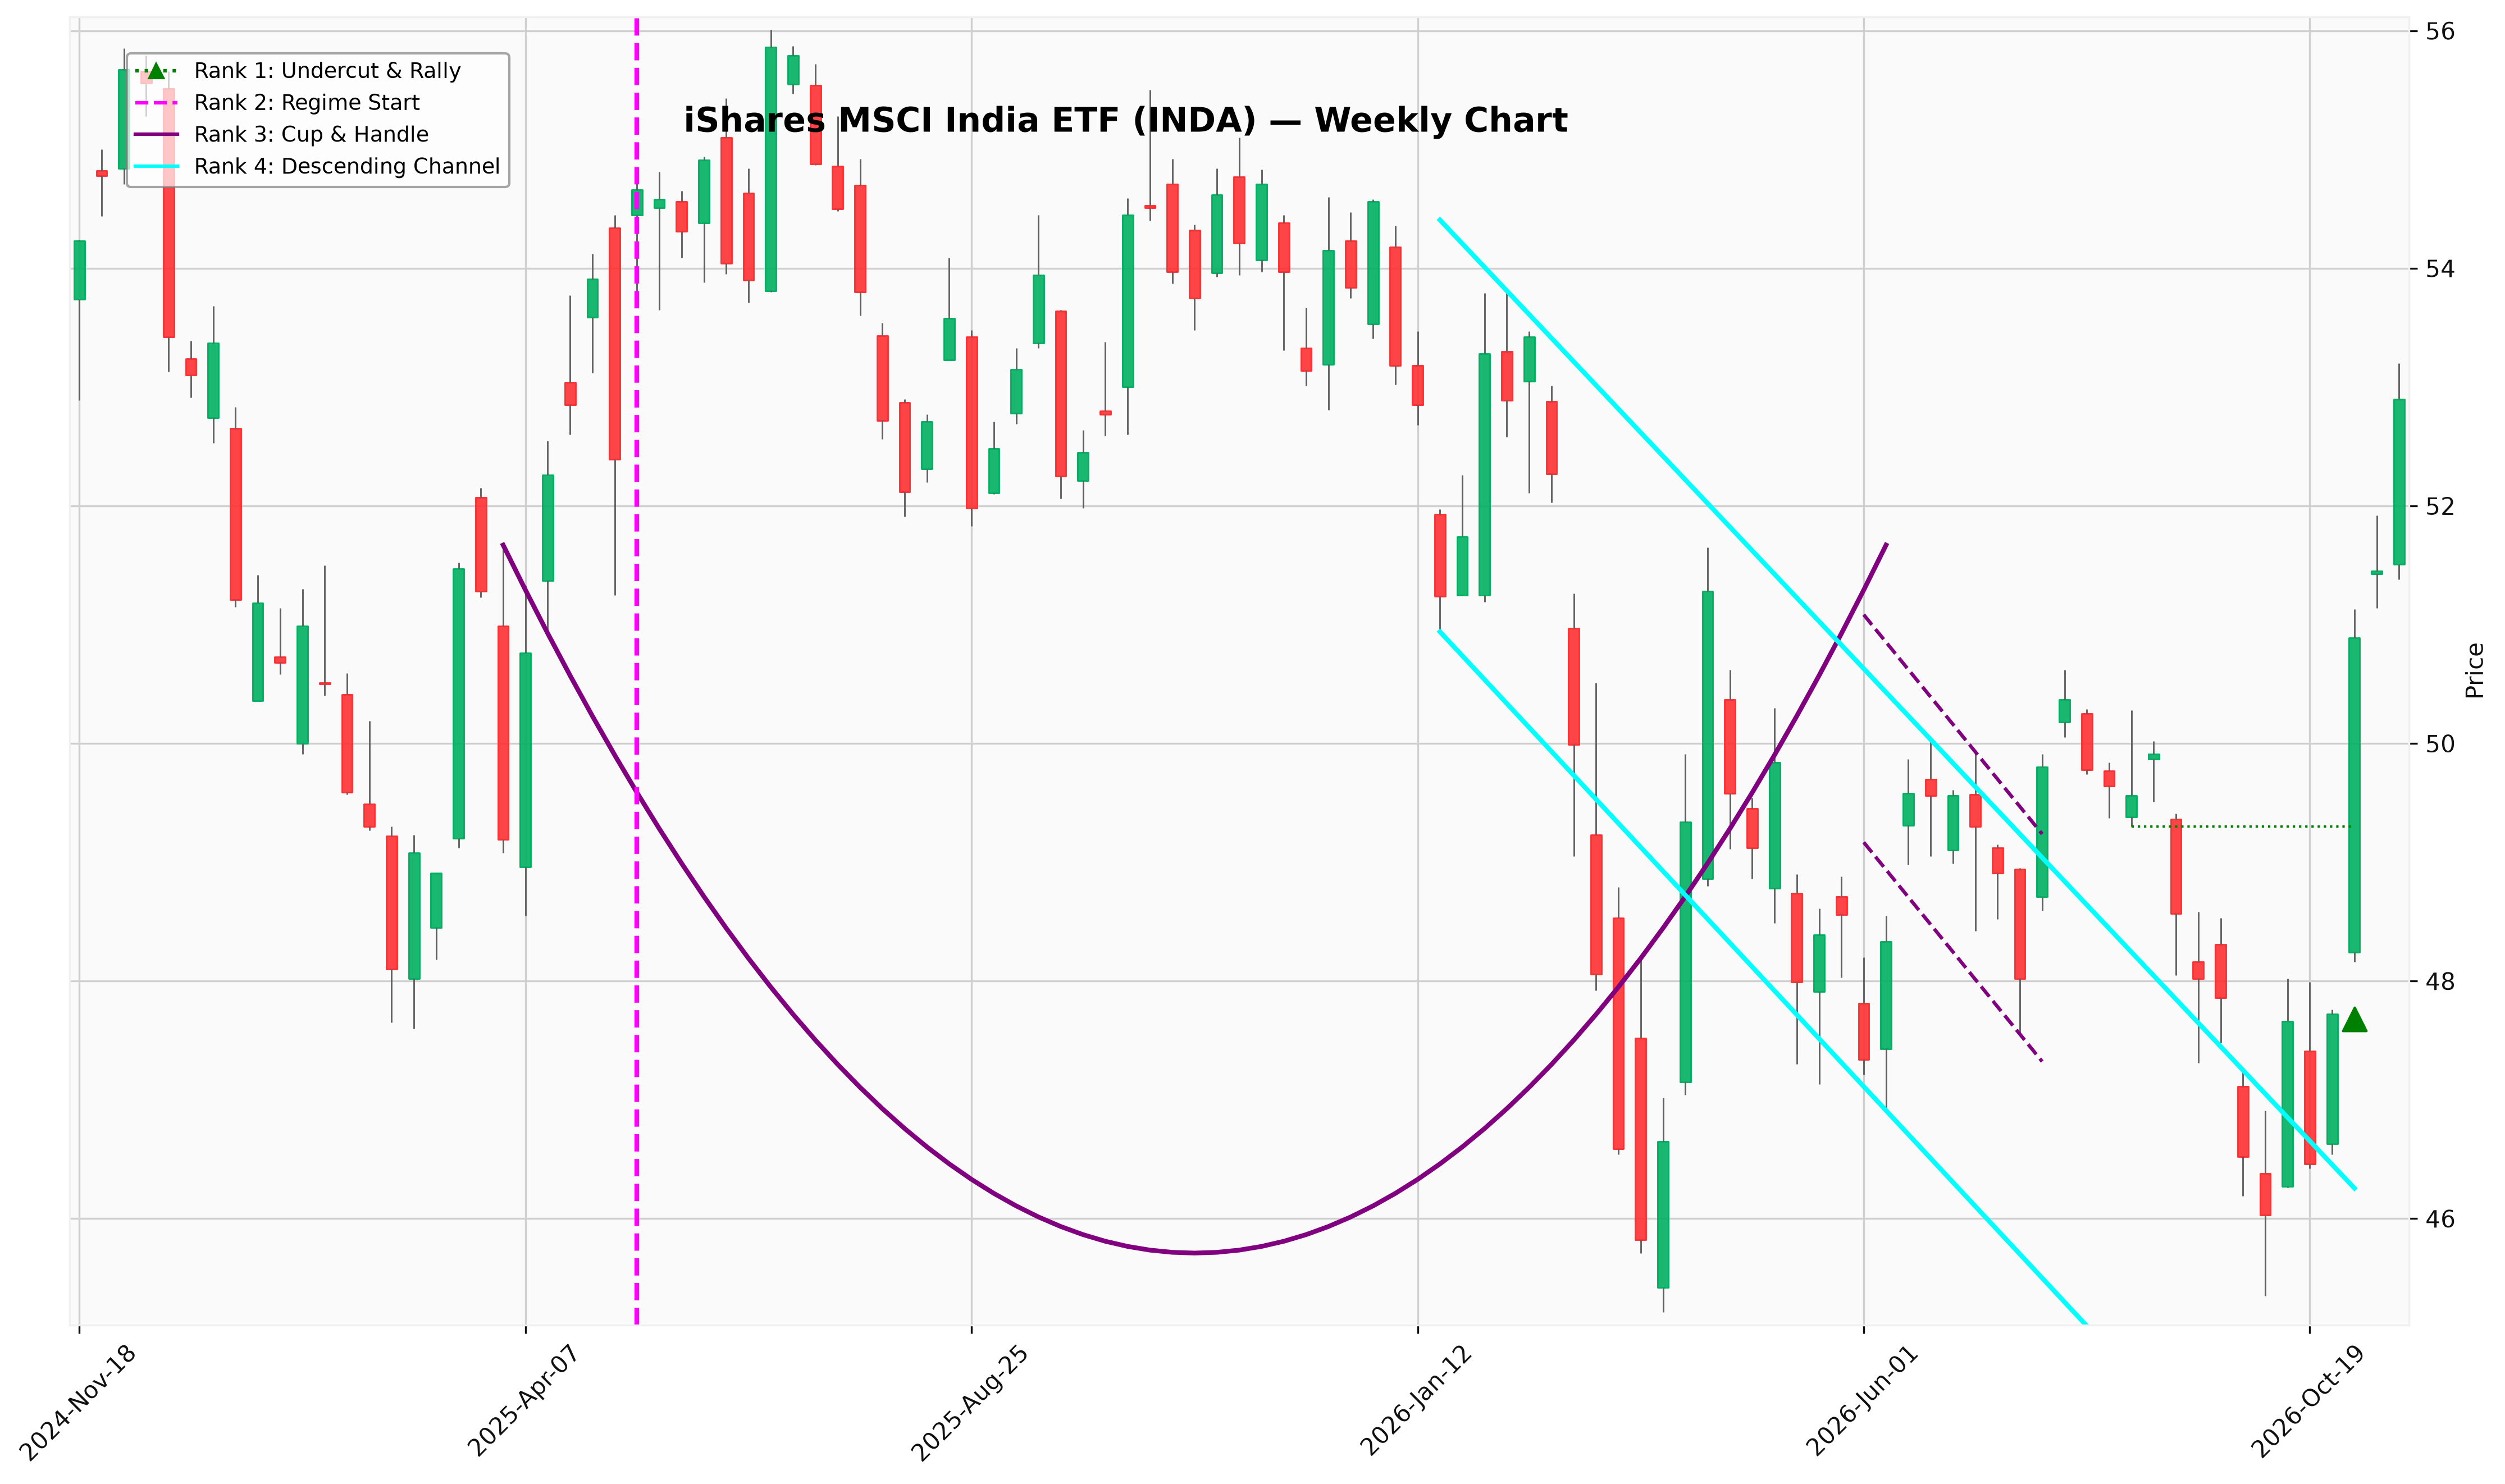 Rank 1: Undercut & Rally
Rank 2: Regime Start
Rank 3: Cup & Handle
Rank 4: Descending Channel
iShares MSCI India ETF (INDA) — Weekly Chart
56
54
52
50
48
46
Price
2024-Nov-18
2025-Apr-07
2025-Aug-25
2026-Jan-12
2026-Jun-01
2026-Oct-19